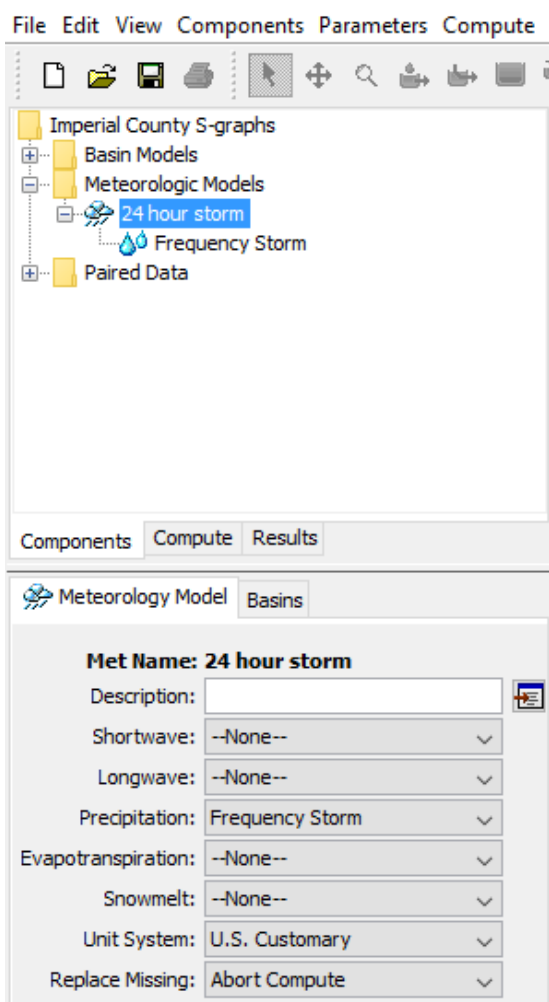 File Edit View Components Parameters Compute
Imperial County S-graphs
Basin Models
Meteorologic Models
24 hour storm
Frequency Storm
Paired Data
Components Compute Results
Meteorology Model Basins
Met Name: 24 hour storm
Description:
Shortwave: --None--
Longwave: --None--
Precipitation: Frequency Storm
Evapotranspiration: --None--
Snowmelt: --None--
Unit System: U.S. Customary
Replace Missing: Abort Compute